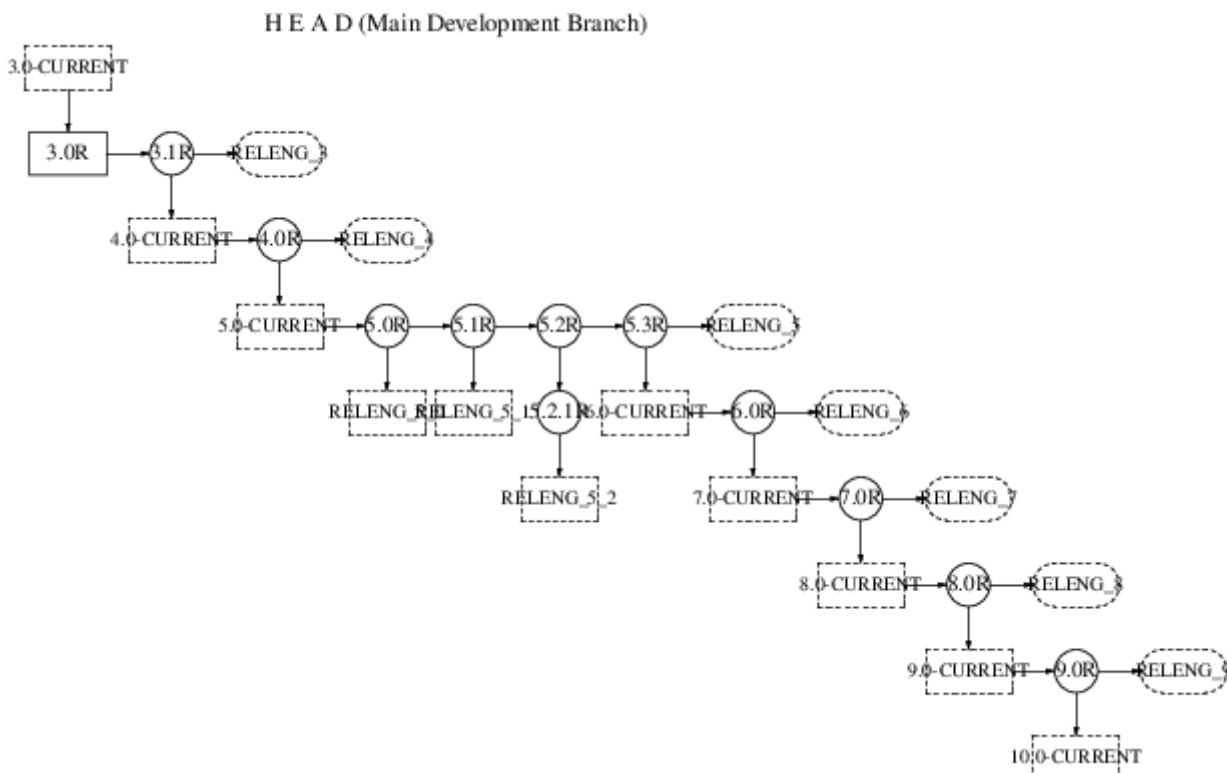 H E A D (Main Development Branch)
3.0-CURRENT
3.0R
3.1R
RELENG_3
4.0-CURRENT
4.0R
RELENG_4
5.0-CURRENT
5.0R
5.1R
5.2R
5.3R
RELENG_5
RELENG_5_1
5.2.1R
6.0-CURRENT
6.0R
RELENG_6
RELENG_5_2
7.0-CURRENT
7.0R
RELENG_7
8.0-CURRENT
8.0R
RELENG_8
9.0-CURRENT
9.0R
RELENG_9
10.0-CURRENT